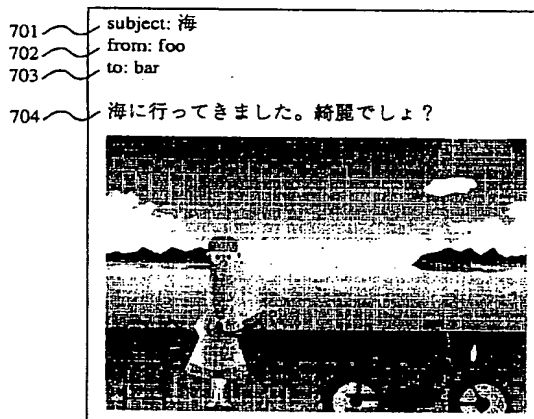 701 subject: 海
702 from: foo
703 to: bar
704 海に行ってきました。綺麗でしょ？